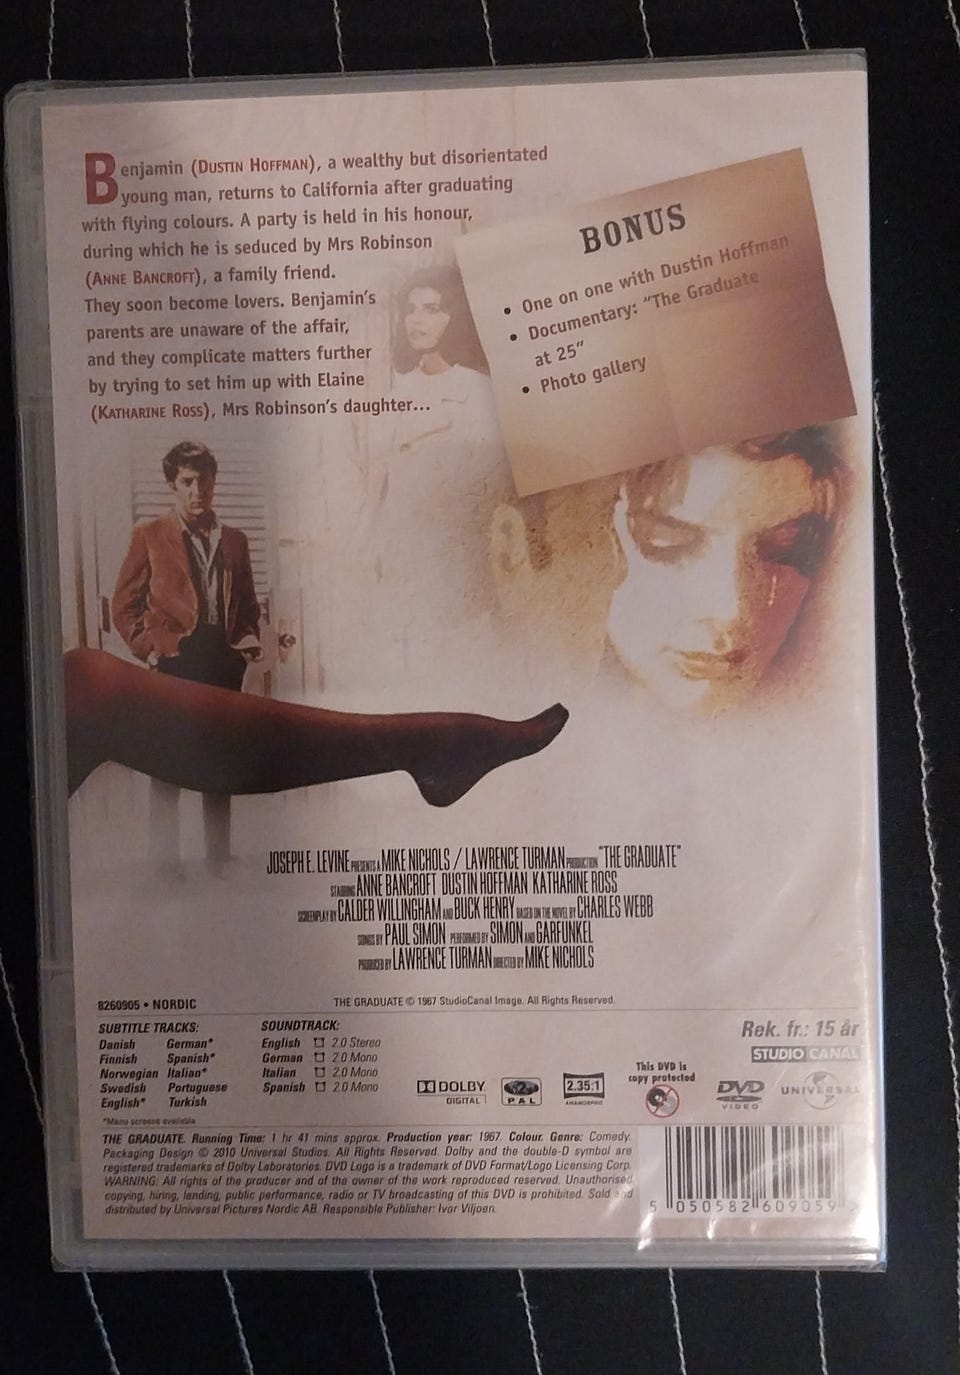 Benjamin (DUSTIN HOFFMAN), a wealthy but disorientated
young man, returns to California after graduating
with flying colours. A party is held in his honour,
during which he is seduced by Mrs Robinson
(ANNE BANCROFT), a family friend.
They soon become lovers. Benjamin's
parents are unaware of the affair,
and they complicate matters further
by trying to set him up with Elaine
(KATHARINE ROSS), Mrs Robinson's daughter...
BONUS
• One on one with Dustin Hoffman
• Documentary: "The Graduate
at 25"
• Photo gallery
JOSEPH E. LEVINE PRESENTS A MIKE NICHOLS / LAWRENCE TURMAN PRODUCTION "THE GRADUATE"
STARRING ANNE BANCROFT DUSTIN HOFFMAN KATHARINE ROSS
SCREENPLAY BY CALDER WILLINGHAM AND BUCK HENRY BASED ON THE NOVEL BY CHARLES WEBB
SONGS BY PAUL SIMON PERFORMED BY SIMON AND GARFUNKEL
PRODUCED BY LAWRENCE TURMAN DIRECTED BY MIKE NICHOLS
8260905 • NORDIC
THE GRADUATE © 1967 StudioCanal Image. All Rights Reserved.
SUBTITLE TRACKS:
Danish German*
Finnish Spanish*
Norwegian Italian*
Swedish Portuguese
English* Turkish
*Menu screens available
SOUNDTRACK:
English 2.0 Stereo
German 2.0 Mono
Italian 2.0 Mono
Spanish 2.0 Mono
DOLBY
DIGITAL
2
PAL
2.35:1
ANAMORPHIC
This DVD is
copy protected
Rek. fr.: 15 år
STUDIO CANAL
DVD
VIDEO
UNIVERSAL
THE GRADUATE. Running Time: 1 hr 41 mins approx. Production year: 1967. Colour. Genre: Comedy.
Packaging Design © 2010 Universal Studios. All Rights Reserved. Dolby and the double-D symbol are
registered trademarks of Dolby Laboratories. DVD Logo is a trademark of DVD Format/Logo Licensing Corp.
WARNING. All rights of the producer and of the owner of the work reproduced reserved. Unauthorised
copying, hiring, lending, public performance, radio or TV broadcasting of this DVD is prohibited. Sold and
distributed by Universal Pictures Nordic AB. Responsible Publisher: Ivor Viljoen.
5 050582 609059 >